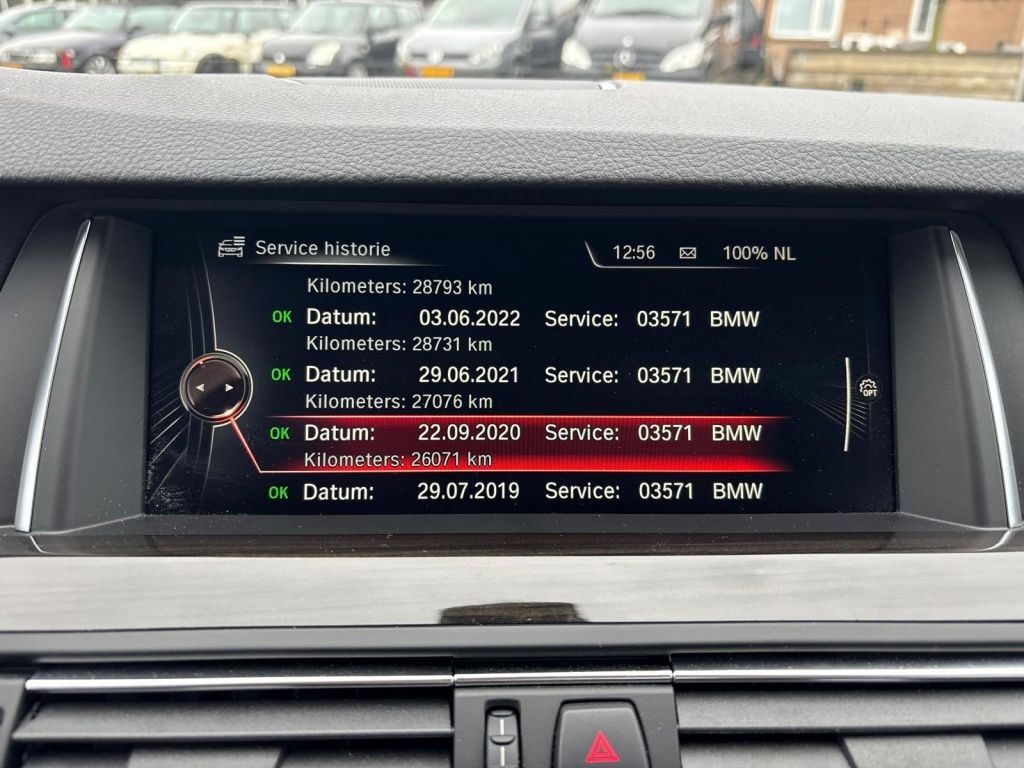 Service historie
12:56 100% NL
Kilometers: 28793 km
OK Datum: 03.06.2022 Service: 03571 BMW
Kilometers: 28731 km
OK Datum: 29.06.2021 Service: 03571 BMW
Kilometers: 27076 km
OK Datum: 22.09.2020 Service: 03571 BMW
Kilometers: 26071 km
OK Datum: 29.07.2019 Service: 03571 BMW
OPT